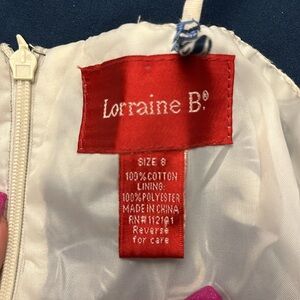 Lorraine B.®
SIZE 8
100% COTTON
LINING:
100% POLYESTER
MADE IN CHINA
RN#112191
Reverse
for care